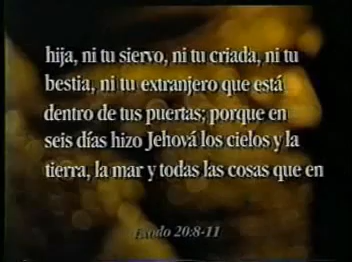 hija, ni tu siervo, ni tu criada, ni tu
bestia, ni tu extranjero que está
dentro de tus puertas; porque en
seis días hizo Jehová los cielos y la
tierra, la mar y todas las cosas que en
Exodo 20:8-11